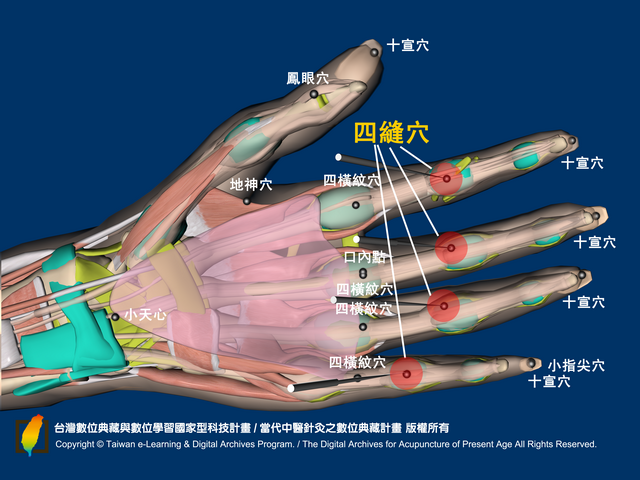 十宣穴
鳳眼穴
四縫穴
十宣穴
四橫紋穴
地神穴
十宣穴
口內點
四橫紋穴
十宣穴
四橫紋穴
小天心
四橫紋穴
小指尖穴
十宣穴
台灣數位典藏與數位學習國家型科技計畫 / 當代中醫針灸之數位典藏計畫 版權所有
Copyright © Taiwan e-Learning & Digital Archives Program. / The Digital Archives for Acupuncture of Present Age All Rights Reserved.